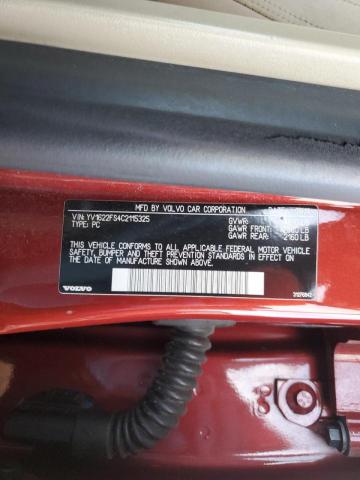 MFD BY VOLVO CAR CORPORATION
VIN: YV1622FS4C2115325
TYPE: PC
GVWR:
GAWR FRONT: LB
GAWR REAR: 2160 LB
THIS VEHICLE CONFORMS TO ALL APPLICABLE FEDERAL MOTOR VEHICLE
SAFETY, BUMPER AND THEFT PREVENTION STANDARDS IN EFFECT ON THE
DATE OF MANUFACTURE SHOWN ABOVE.
VOLVO